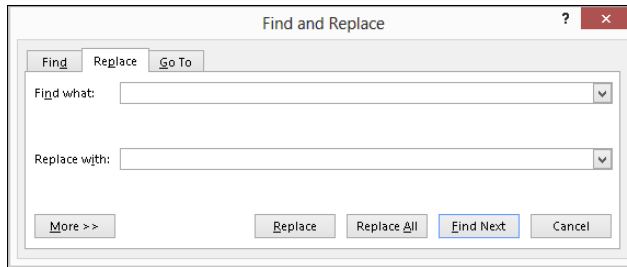 Find and Replace ? ×
Find Replace Go To
Find what:
Replace with:
More >> Replace Replace All Find Next Cancel